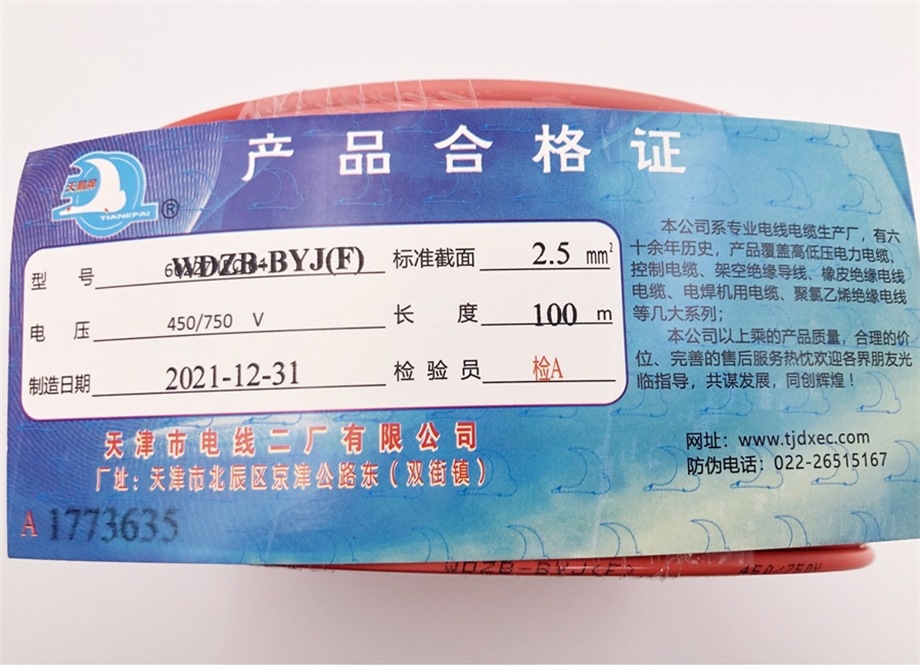 产品合格证
天鹅牌
TIANEPAI
®
型 号 WDZB-BYJ(F) 标准截面 2.5 mm²
电 压 450/750 V 长 度 100 m
制造日期 2021-12-31 检 验 员 检A
天津市电线二厂有限公司
厂址：天津市北辰区京津公路东（双街镇）
A 1773635
本公司系专业电线电缆生产厂，有六
十余年历史，产品覆盖高低压电力电缆、
控制电缆、架空绝缘导线、橡皮绝缘电线
电缆、电焊机用电缆、聚氯乙烯绝缘电线
等几大系列；
本公司以上乘的产品质量，合理的价
位、完善的售后服务热忱欢迎各界朋友光
临指导，共谋发展，同创辉煌！
网址：www.tjdxec.com
防伪电话：022-26515167
WDZB-BYJ(F) 450/750V